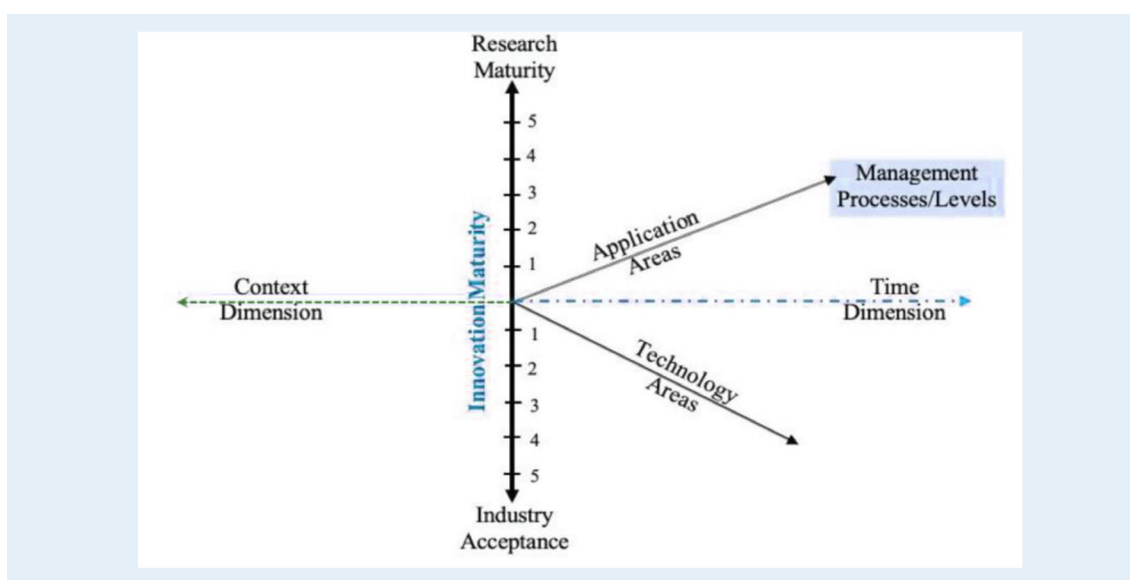 Research
Maturity
5
4
3
2
1
Management
Processes/Levels
Application
Areas
Innovation Maturity
Context
Dimension
Time
Dimension
1
2
3
4
5
Technology
Areas
Industry
Acceptance